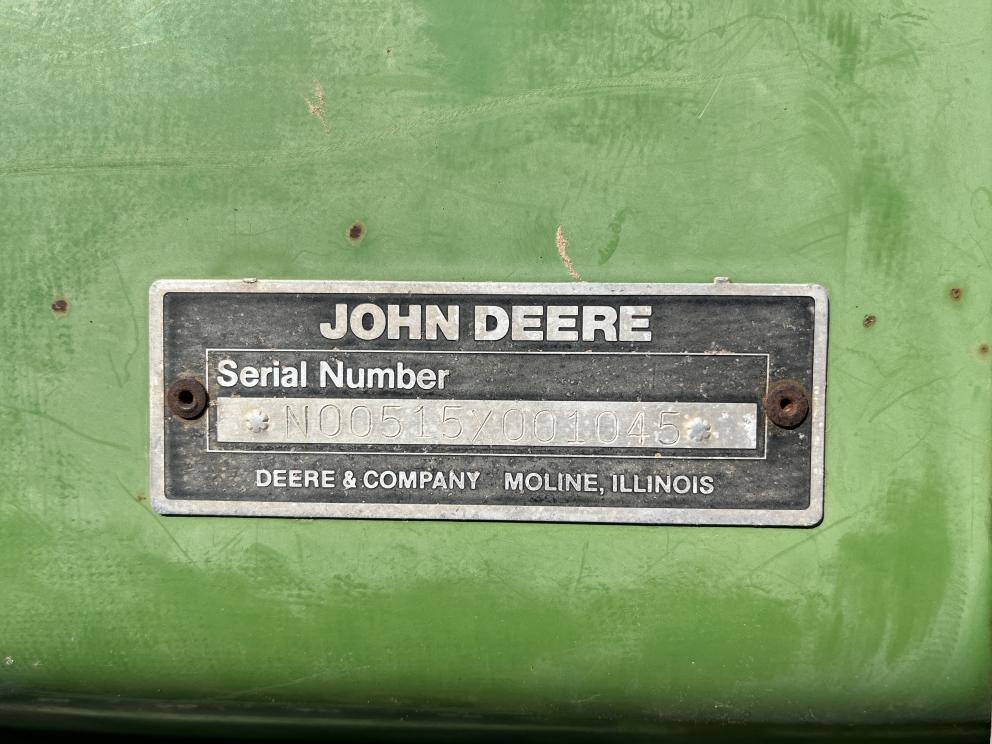 JOHN DEERE
Serial Number
*N00515X001045*
DEERE & COMPANY MOLINE, ILLINOIS